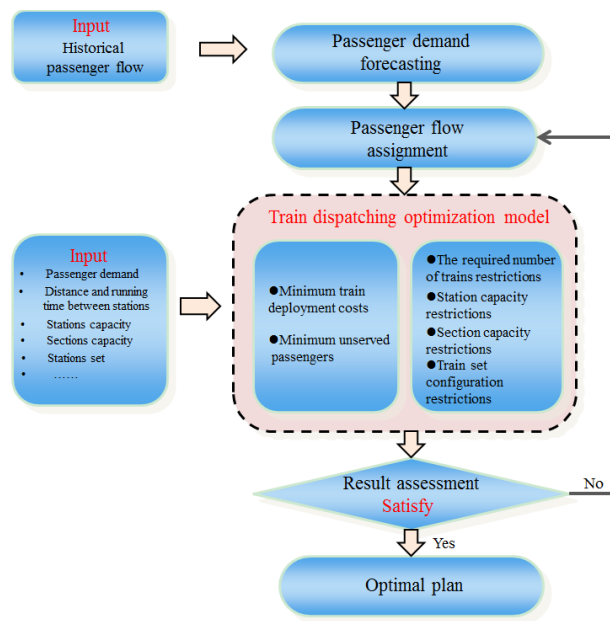 Input
Historical
passenger flow
Passenger demand
forecasting
Passenger flow
assignment
Train dispatching optimization model
Input
• Passenger demand
• Distance and running
time between stations
• Stations capacity
• Sections capacity
• Stations set
• ......
●Minimum train
deployment costs
●Minimum unserved
passengers
●The required number
of trains restrictions
●Station capacity
restrictions
●Section capacity
restrictions
●Train set
configuration
restrictions
Result assessment
Satisfy
No
Yes
Optimal plan